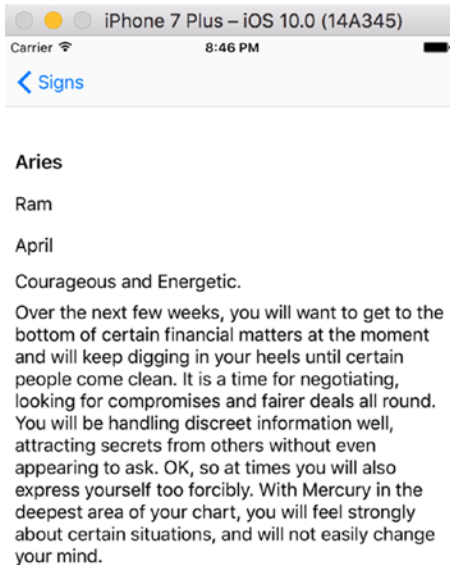 iPhone 7 Plus – iOS 10.0 (14A345)
Carrier 8:46 PM
Signs
Aries
Ram
April
Courageous and Energetic.
Over the next few weeks, you will want to get to the
bottom of certain financial matters at the moment
and will keep digging in your heels until certain
people come clean. It is a time for negotiating,
looking for compromises and fairer deals all round.
You will be handling discreet information well,
attracting secrets from others without even
appearing to ask. OK, so at times you will also
express yourself too forcibly. With Mercury in the
deepest area of your chart, you will feel strongly
about certain situations, and will not easily change
your mind.